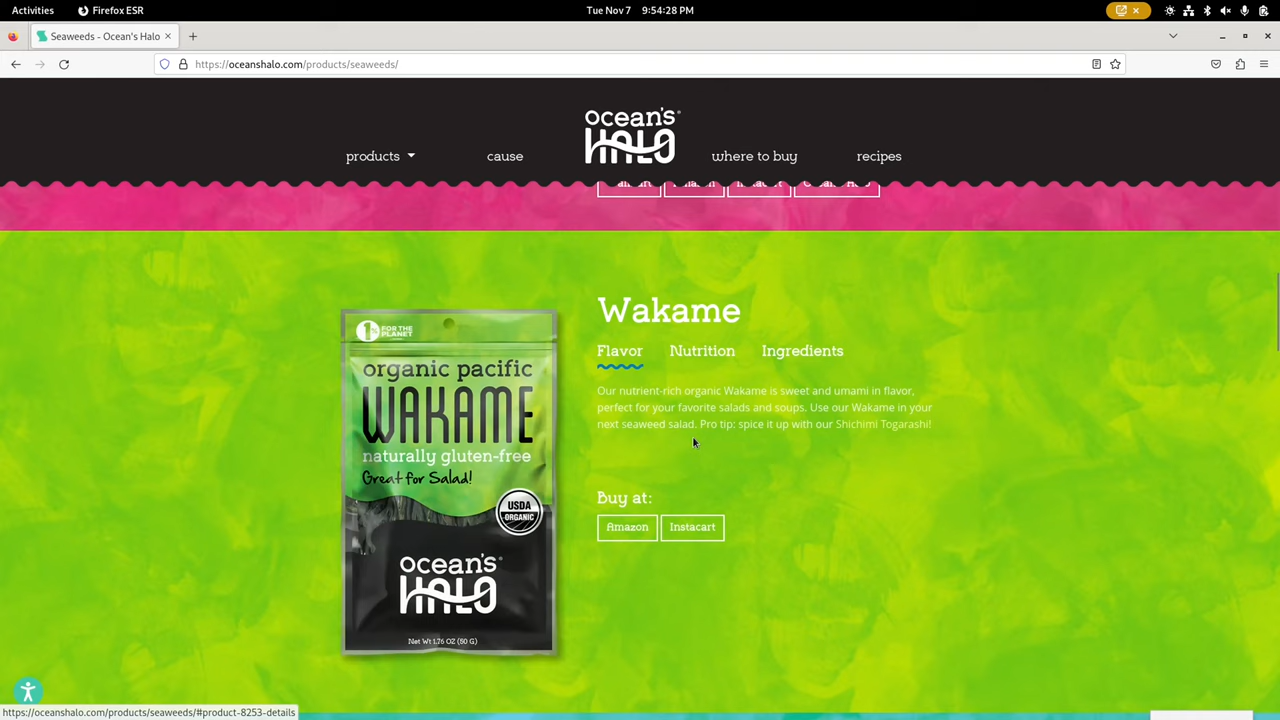 Activities
Firefox ESR
Tue Nov 7 9:54:28 PM
Seaweeds - Ocean's Halo
https://oceanshalo.com/products/seaweeds/
products
cause
ocean's
HALO
where to buy
recipes
Wakame
Flavor
Nutrition
Ingredients
Our nutrient-rich organic Wakame is sweet and umami in flavor,
perfect for your favorite salads and soups. Use our Wakame in your
next seaweed salad. Pro tip: spice it up with our Shichimi Togarashi!
Buy at:
Amazon
Instacart
1% FOR THE
PLANET
organic pacific
WAKAME
naturally gluten-free
Great for Salad!
USDA
ORGANIC
ocean's
HALO
Net Wt 1.76 OZ (50 G)
https://oceanshalo.com/products/seaweeds/#product-8253-details